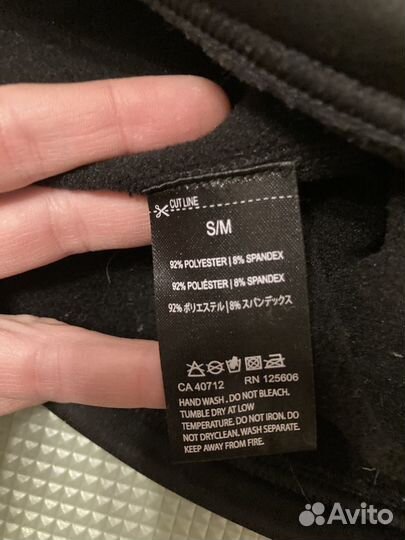 CUT LINE
S/M
92% POLYESTER | 8% SPANDEX
92% POLIÉSTER | 8% SPANDEX
92% ポリエステル | 8% スパンデックス
CA 40712 RN 125606
HAND WASH . DO NOT BLEACH.
TUMBLE DRY AT LOW
TEMPERATURE. DO NOT IRON. DO
NOT DRYCLEAN. WASH SEPARATE.
KEEP AWAY FROM FIRE.
Avito